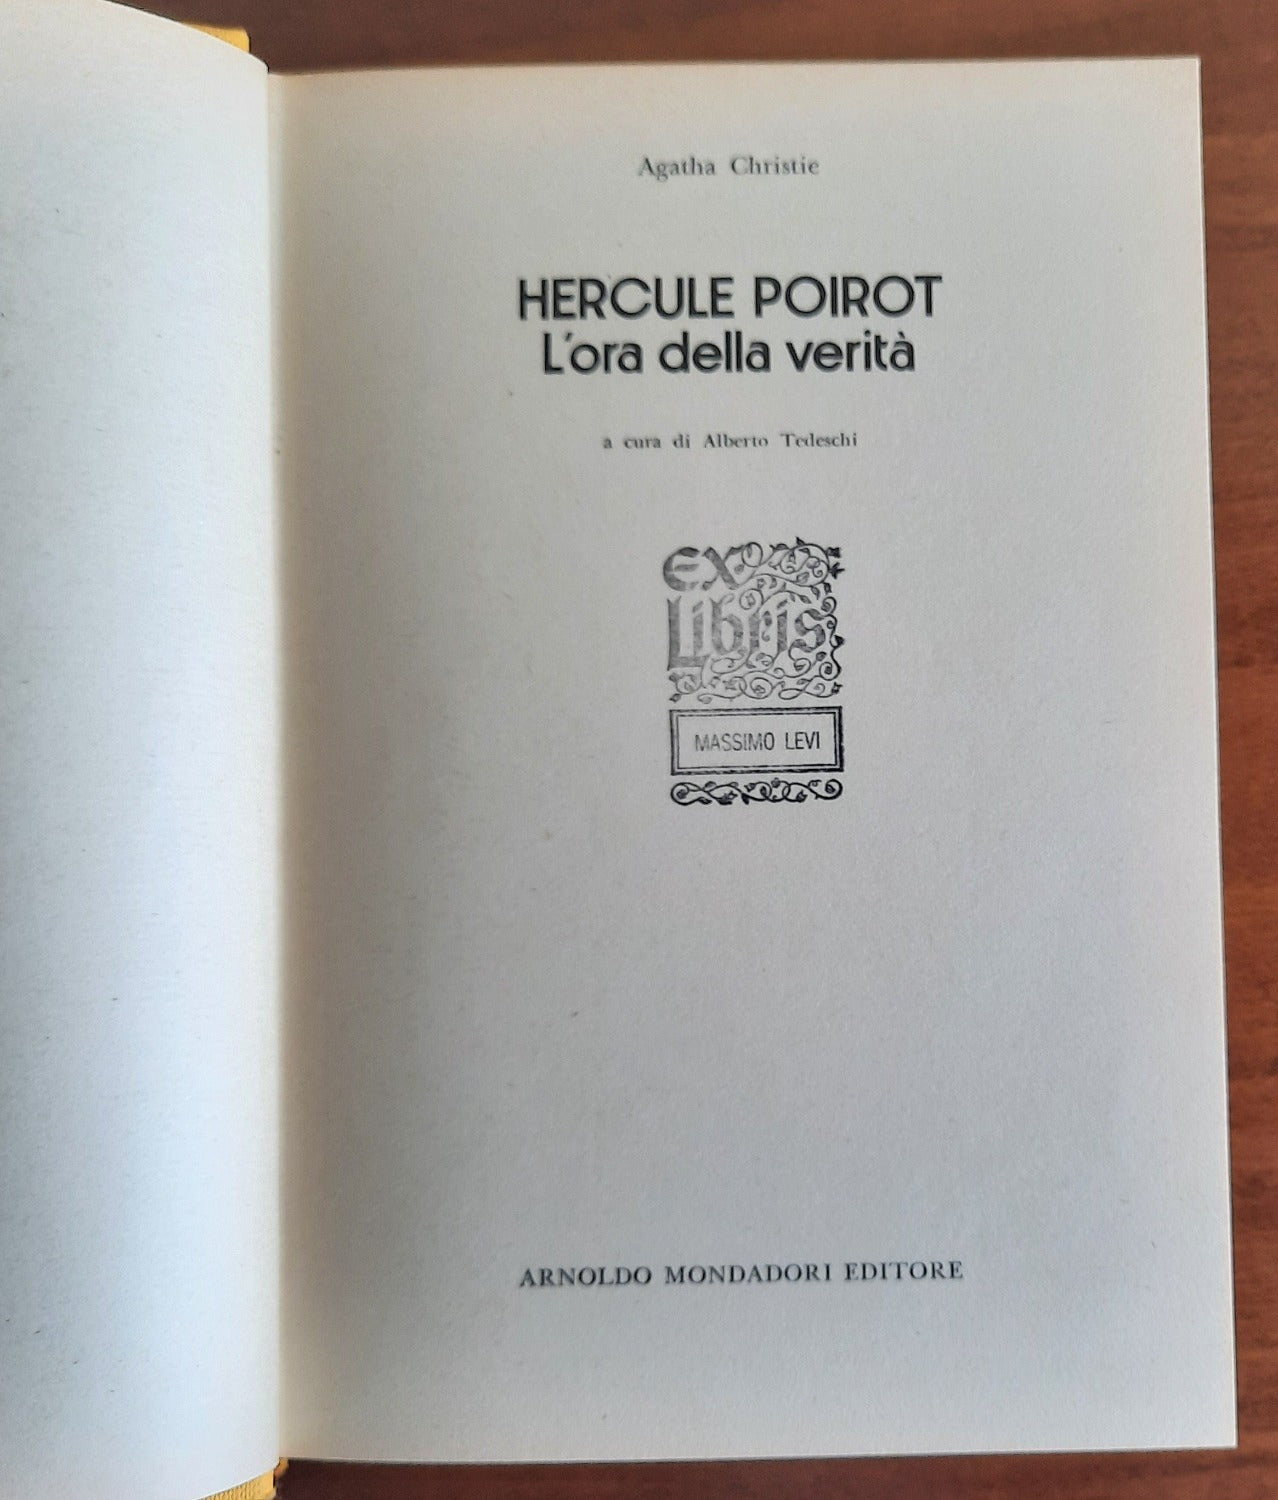 Agatha Christie
HERCULE POIROT
L'ora della verità
a cura di Alberto Tedeschi
EX
Libris
MASSIMO LEVI
ARNOLDO MONDADORI EDITORE